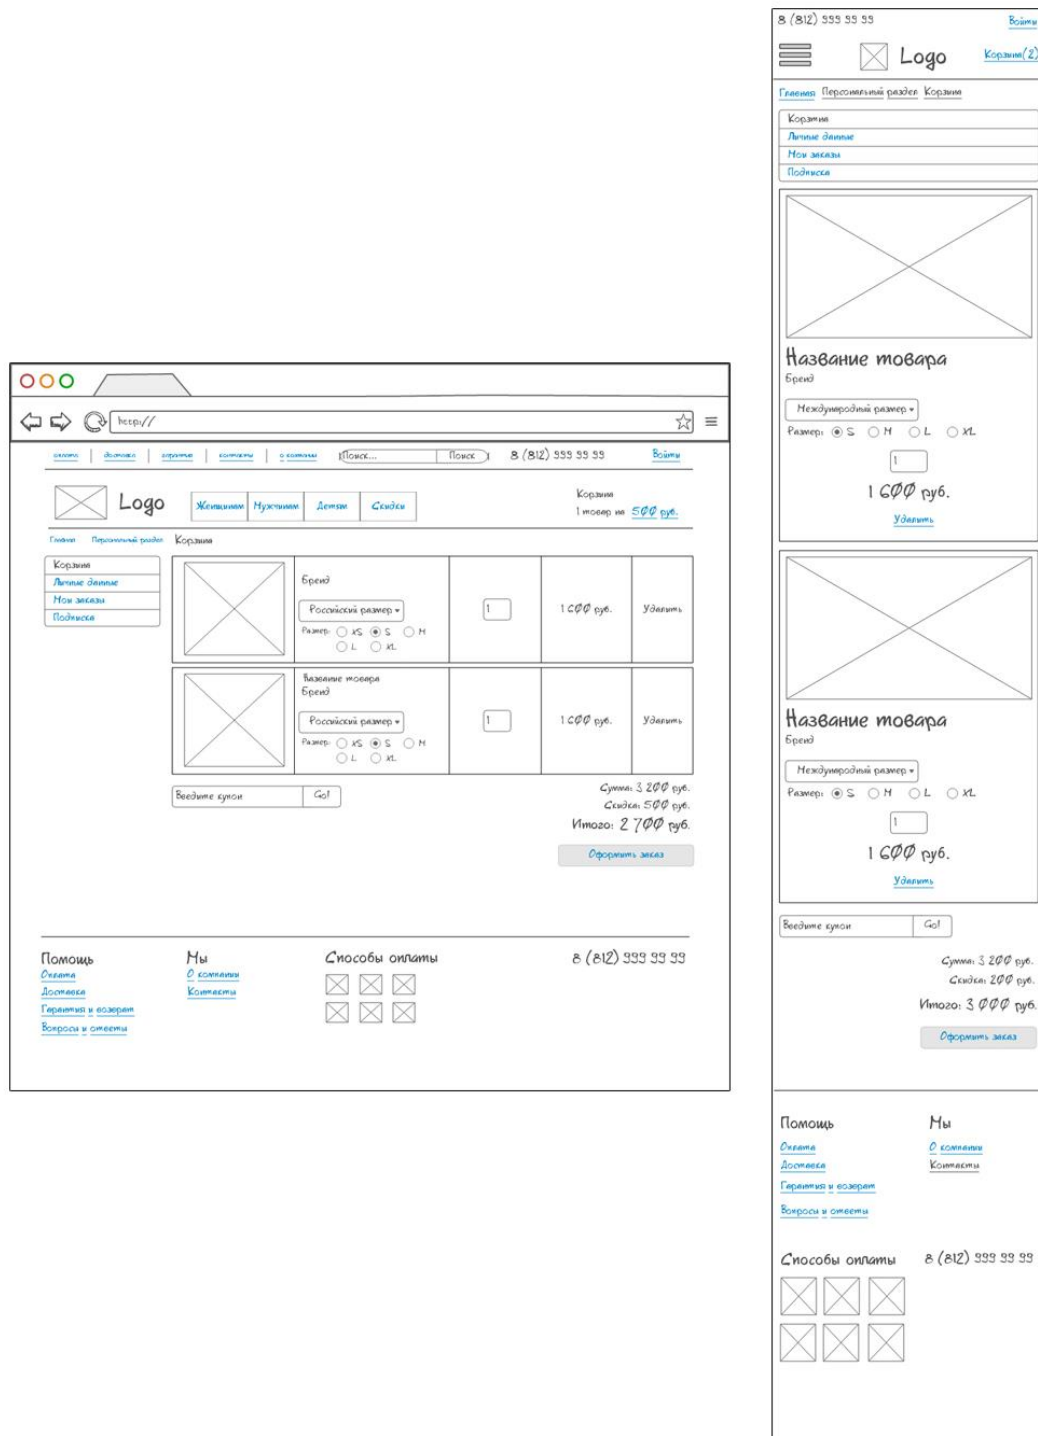 http://
оплата | доставка | гарантия | контакты | о компании Поиск... Поиск 8 (812) 999 99 99 Войти
Logo Женщинам Мужчинам Детям Скидки
Корзина
1 товар на 500 руб.
Главная Персональный раздел Корзина
Корзина
Личные данные
Мои заказы
Подписка
Бренд
Российский размер
Размер: XS S M
L XL
1
1 600 руб.
Удалить
Название товара
Бренд
Российский размер
Размер: XS S M
L XL
1
1 600 руб.
Удалить
Введите купон Go!
Сумма: 3 200 руб.
Скидка: 500 руб.
Итого: 2 700 руб.
Оформить заказ
Помощь
Оплата
Доставка
Гарантия и возврат
Вопросы и ответы
Мы
О компании
Контакты
Способы оплаты
8 (812) 999 99 99
8 (812) 999 99 99 Войти
Logo Корзина(2)
Главная Персональный раздел Корзина
Корзина
Личные данные
Мои заказы
Подписка
Название товара
Бренд
Международный размер
Размер: S M L XL
1
1 600 руб.
Удалить
Название товара
Бренд
Международный размер
Размер: S M L XL
1
1 600 руб.
Удалить
Введите купон Go!
Сумма: 3 200 руб.
Скидка: 200 руб.
Итого: 3 000 руб.
Оформить заказ
Помощь
Оплата
Доставка
Гарантия и возврат
Вопросы и ответы
Мы
О компании
Контакты
Способы оплаты
8 (812) 999 99 99